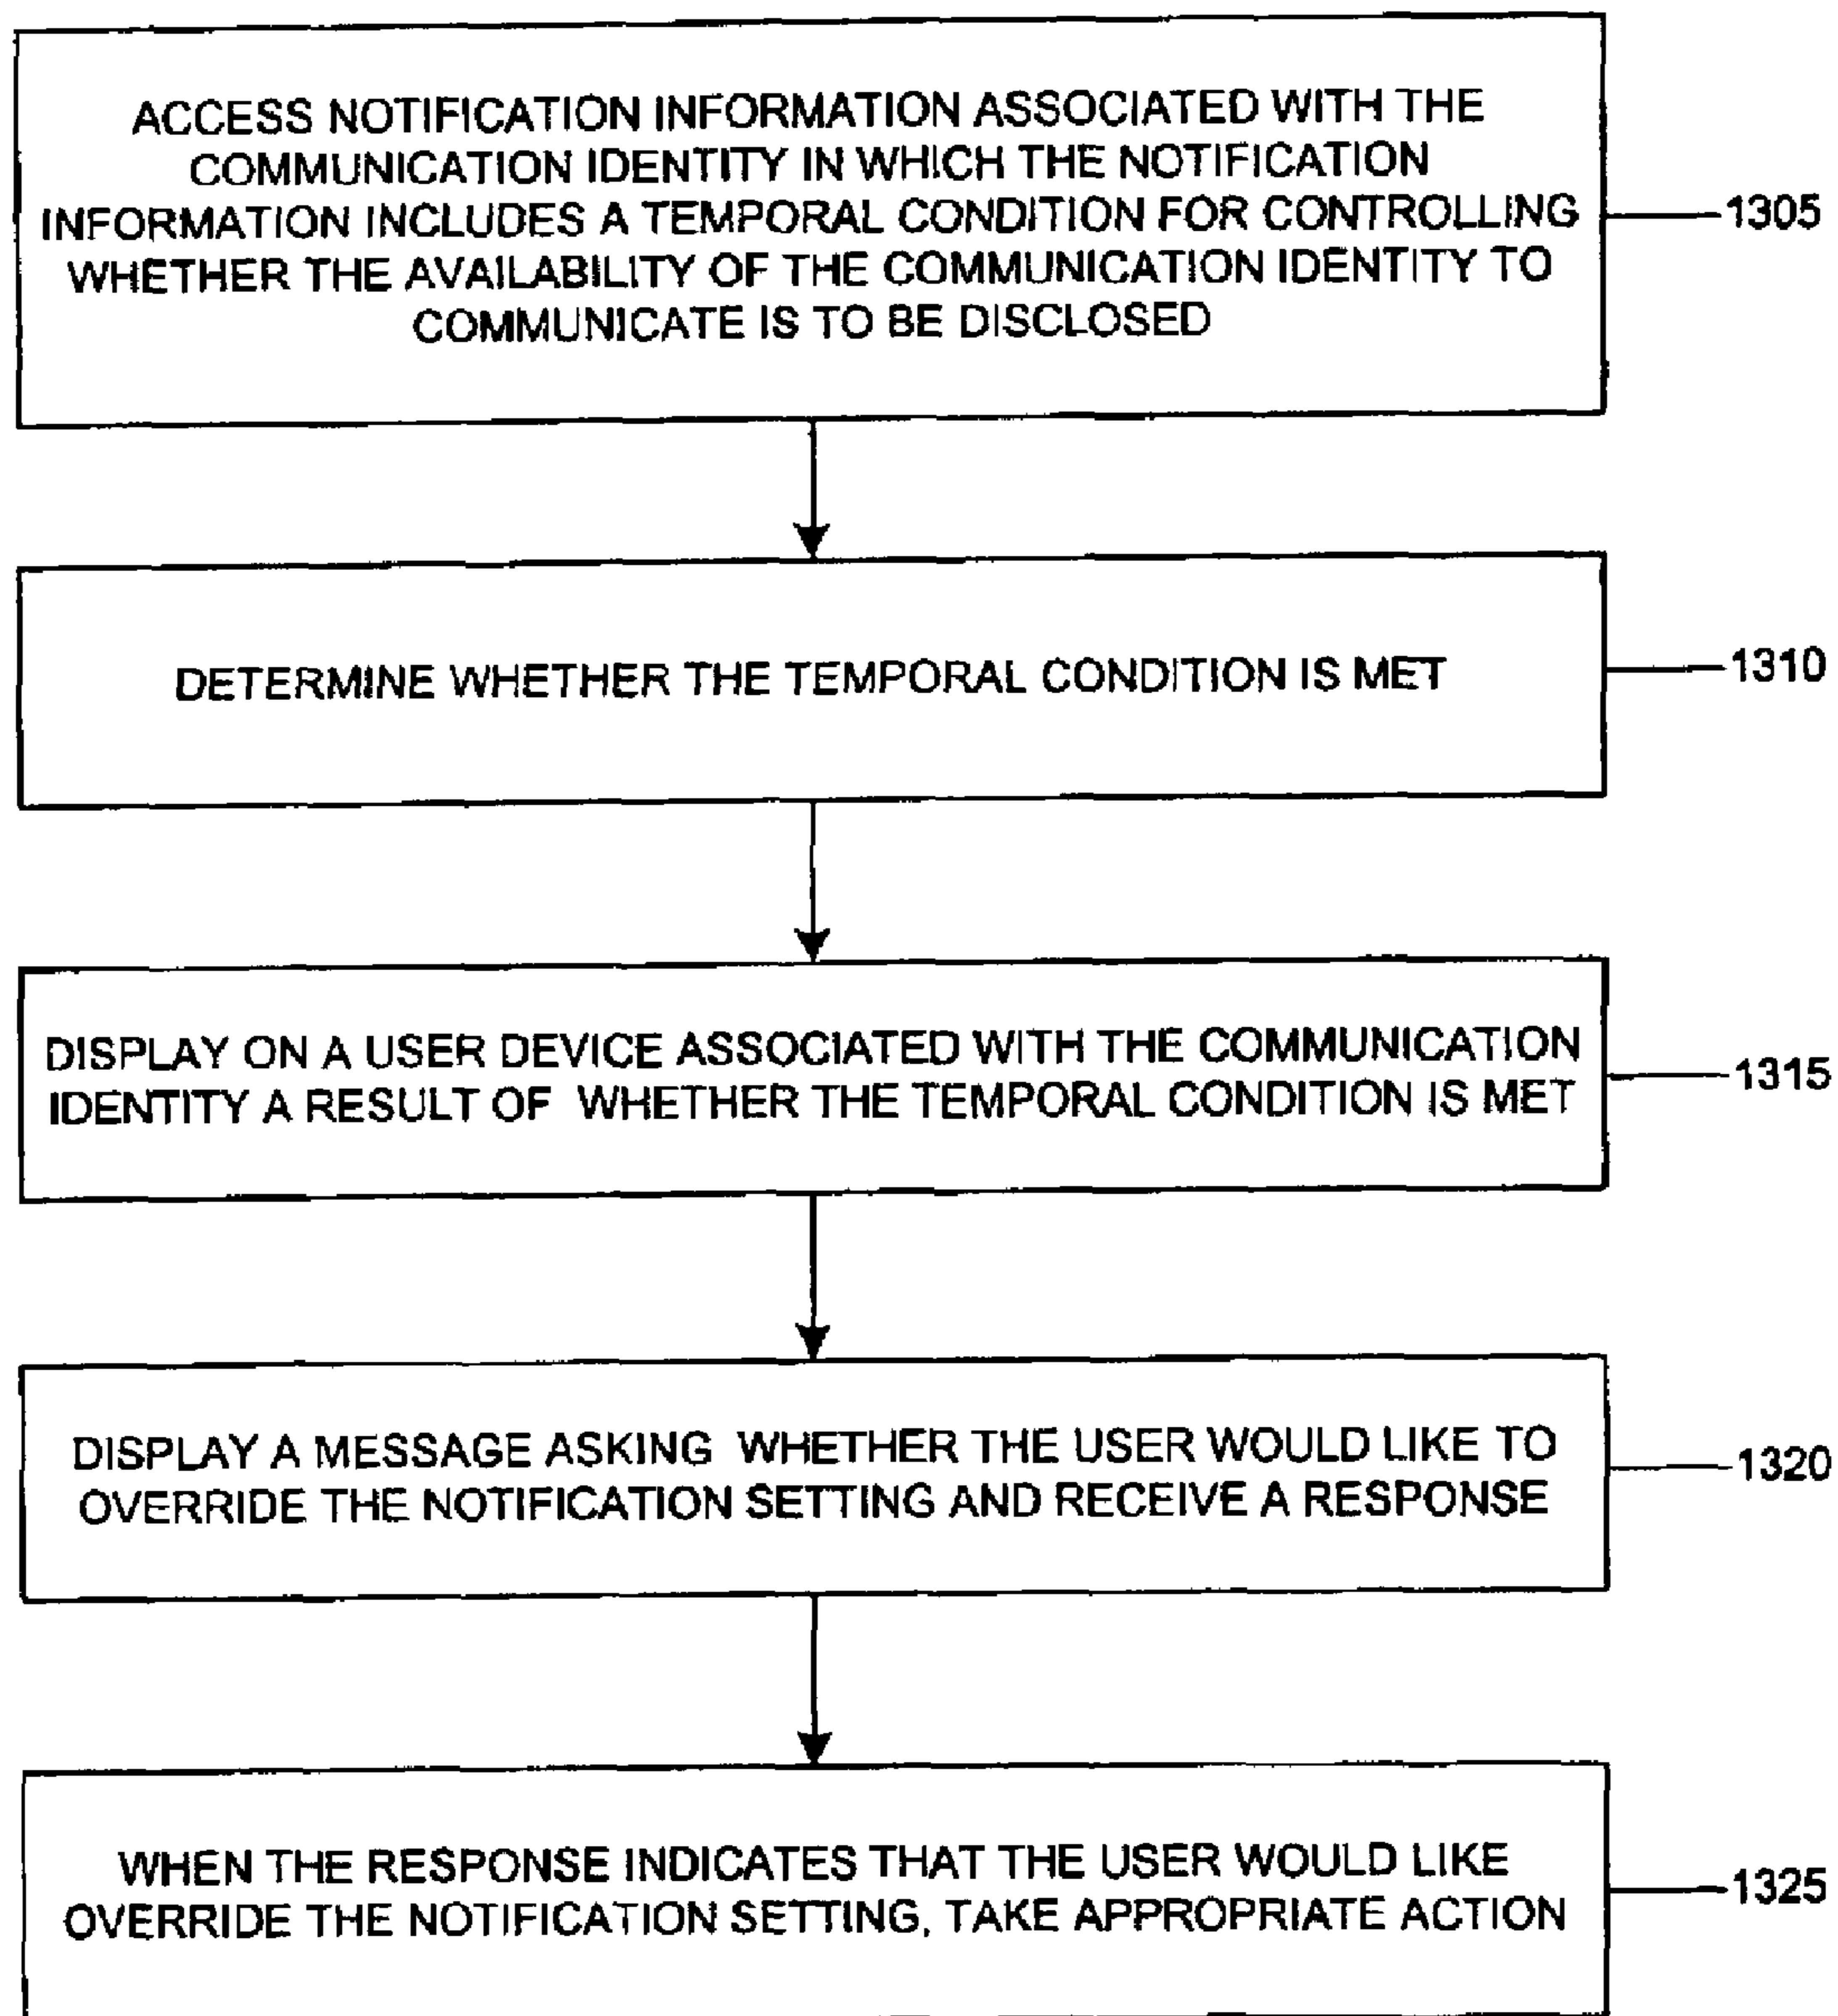 ACCESS NOTIFICATION INFORMATION ASSOCIATED WITH THE
COMMUNICATION IDENTITY IN WHICH THE NOTIFICATION
INFORMATION INCLUDES A TEMPORAL CONDITION FOR CONTROLLING
WHETHER THE AVAILABILITY OF THE COMMUNICATION IDENTITY TO
COMMUNICATE IS TO BE DISCLOSED
1305
DETERMINE WHETHER THE TEMPORAL CONDITION IS MET
1310
DISPLAY ON A USER DEVICE ASSOCIATED WITH THE COMMUNICATION
IDENTITY A RESULT OF WHETHER THE TEMPORAL CONDITION IS MET
1315
DISPLAY A MESSAGE ASKING WHETHER THE USER WOULD LIKE TO
OVERRIDE THE NOTIFICATION SETTING AND RECEIVE A RESPONSE
1320
WHEN THE RESPONSE INDICATES THAT THE USER WOULD LIKE
OVERRIDE THE NOTIFICATION SETTING, TAKE APPROPRIATE ACTION
1325